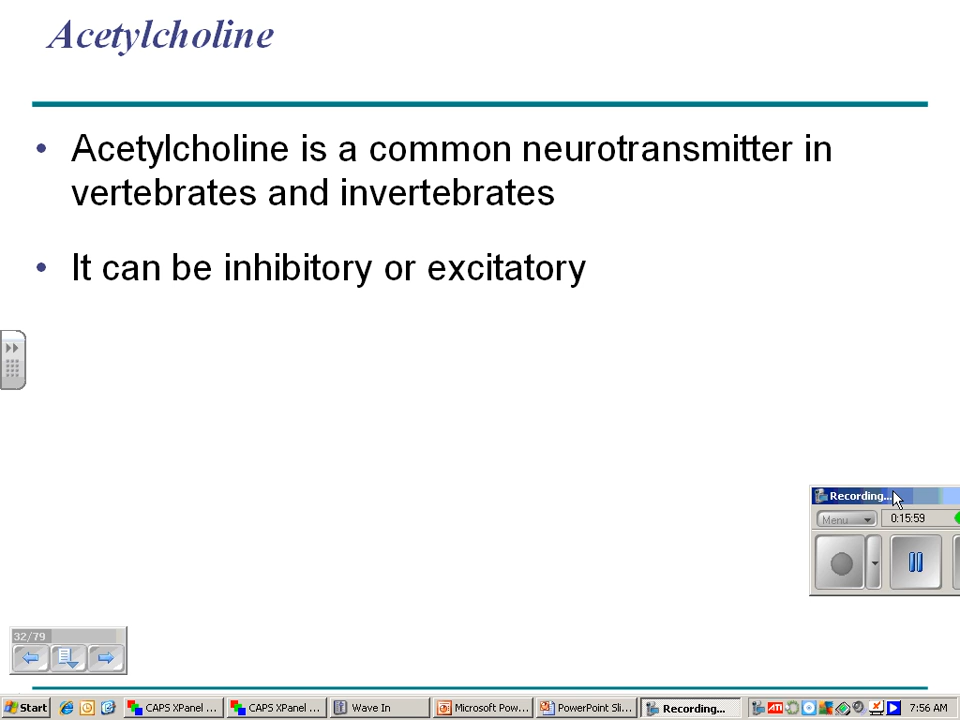 Acetylcholine
• Acetylcholine is a common neurotransmitter in
vertebrates and invertebrates
• It can be inhibitory or excitatory
Recording...
Menu
0:15:59
32/79
Start
CAPS XPanel ...
CAPS XPanel ...
Wave In
Microsoft Pow...
PowerPoint Sli...
Recording...
ATI
7:56 AM